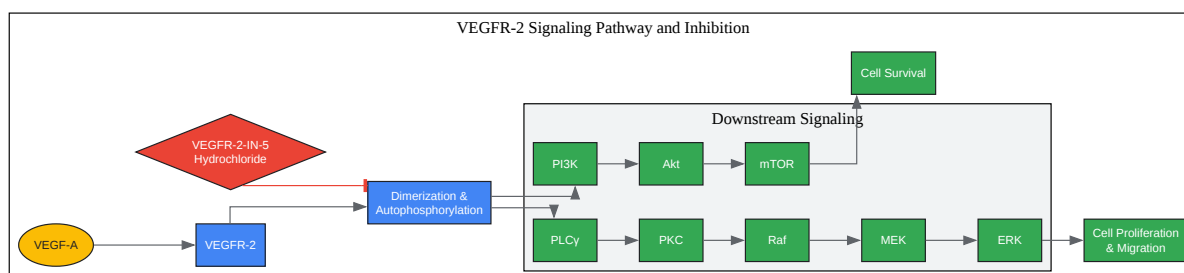 VEGFR-2 Signaling Pathway and Inhibition
Cell Survival
Downstream Signaling
VEGFR-2-IN-5
Hydrochloride
PI3K
Akt
mTOR
Dimerization &
Autophosphorylation
VEGF-A
VEGFR-2
PLCγ
PKC
Raf
MEK
ERK
Cell Proliferation
& Migration